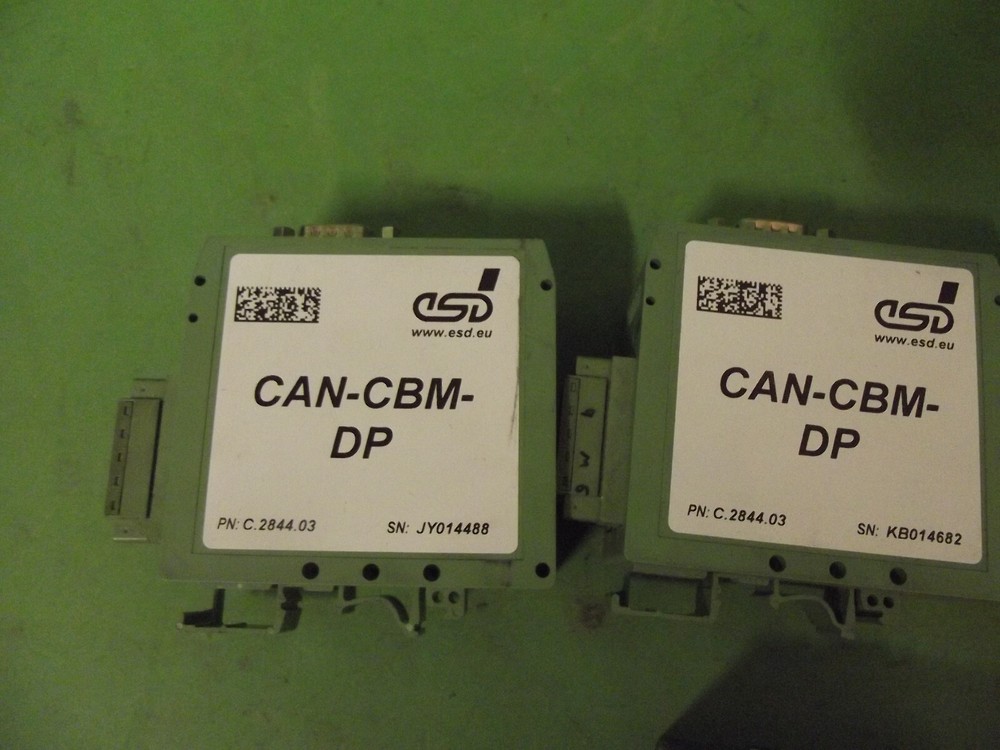 esd
www.esd.eu
CAN-CBM-
DP
PN: C.2844.03 SN: JY014488
esd
www.esd.eu
CAN-CBM-
DP
PN: C.2844.03 SN: KB014682